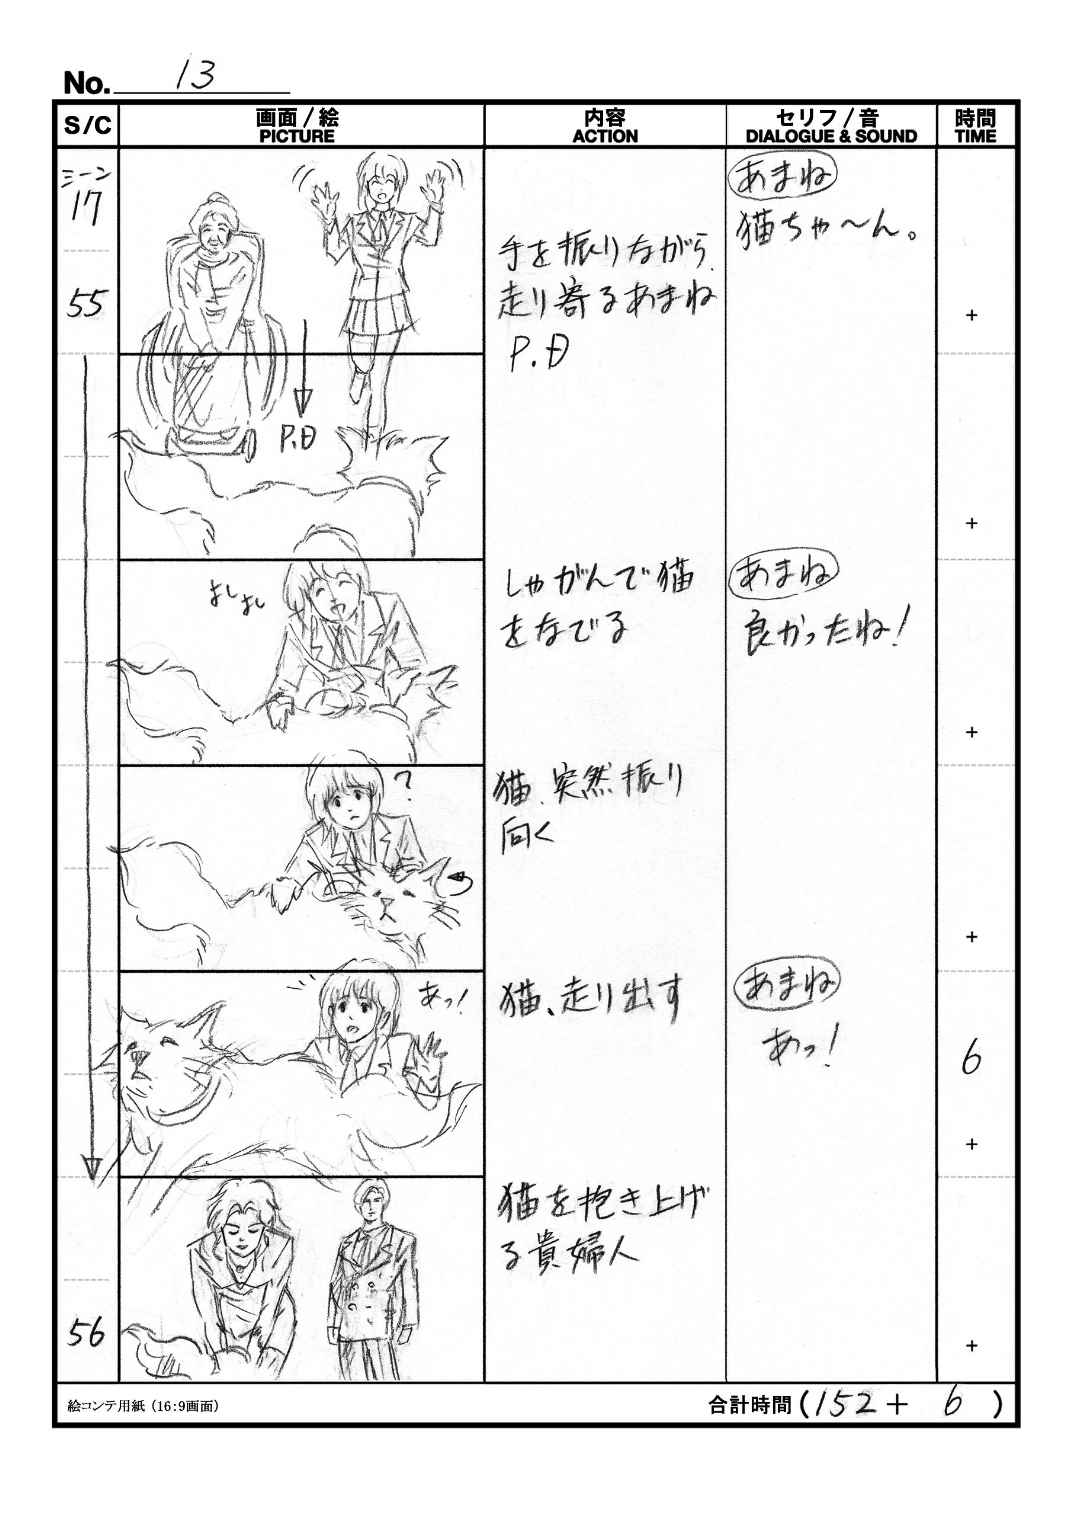 No. 13
S/C
画面/絵
PICTURE
内容
ACTION
セリフ/音
DIALOGUE & SOUND
時間
TIME
シーン
17
55
手を振りながら
走り寄るあまね
P.D
あまね
猫ちゃ〜ん。
+
P.D
+
よしよし
しゃがんで猫
をなでる
あまね
良かったね!
+
?
猫、突然振り
向く
+
あっ!
猫、走り出す
あまね
あっ!
6
+
56
猫を抱き上げ
る貴婦人
+
絵コンテ用紙(16:9画面)
合計時間(152+ 6 )